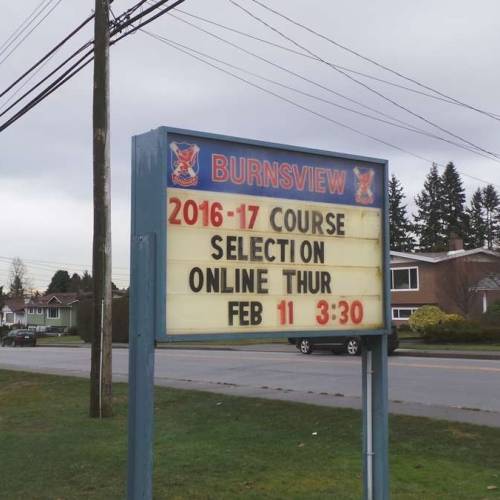 BURNSVIEW
2016-17 COURSE
SELECTION
ONLINE THUR
FEB 11 3:30